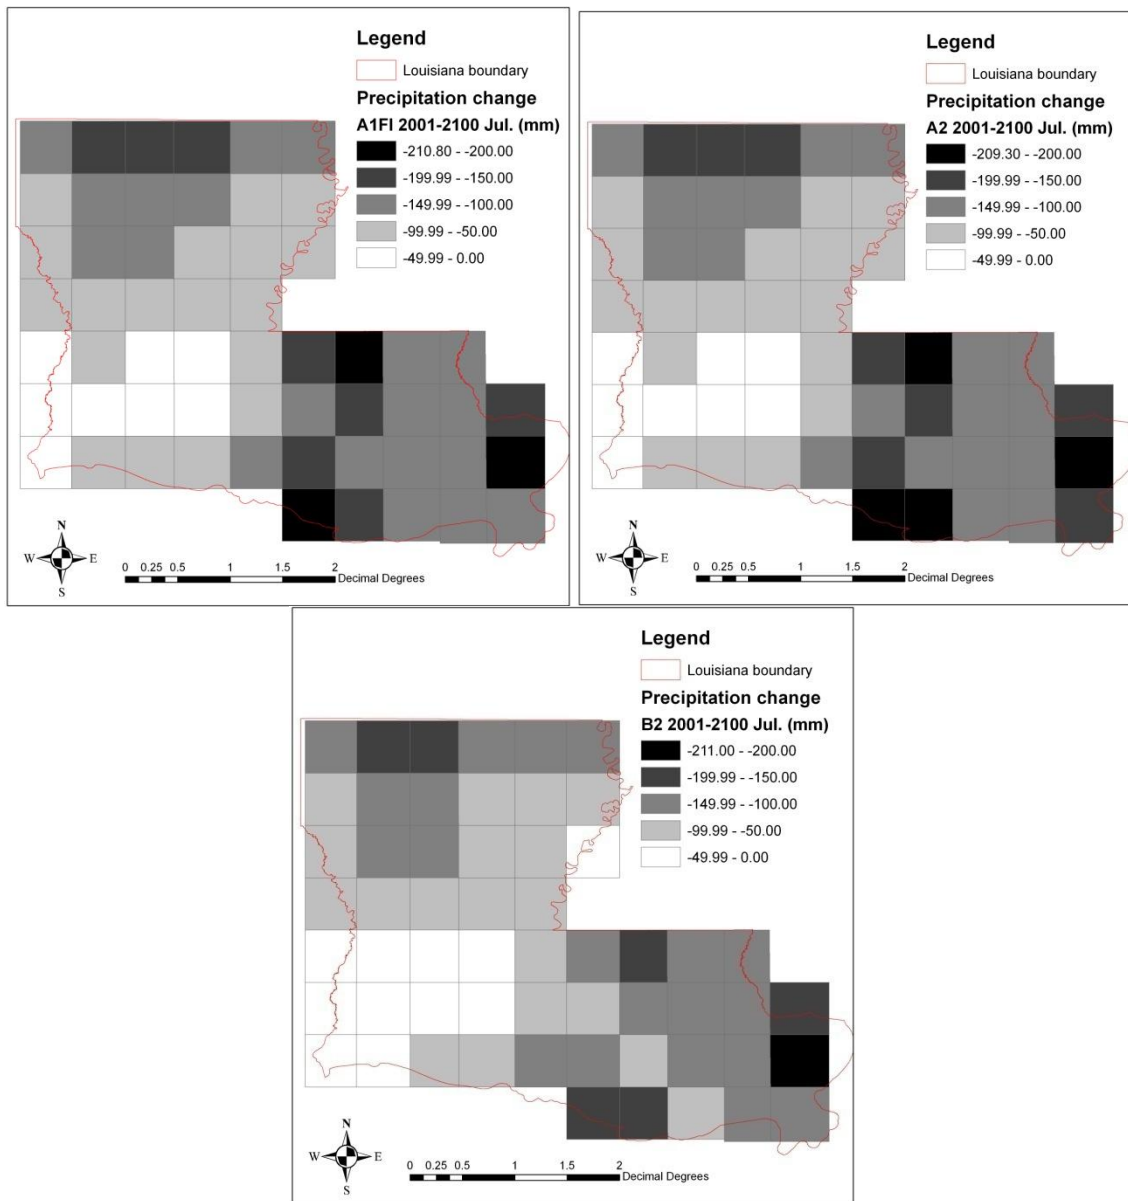 Legend
Louisiana boundary
Precipitation change
A1FI 2001-2100 Jul. (mm)
-210.80 - -200.00
-199.99 - -150.00
-149.99 - -100.00
-99.99 - -50.00
-49.99 - 0.00
N
W E
S
0 0.25 0.5 1 1.5 2
Decimal Degrees
Legend
Louisiana boundary
Precipitation change
A2 2001-2100 Jul. (mm)
-209.30 - -200.00
-199.99 - -150.00
-149.99 - -100.00
-99.99 - -50.00
-49.99 - 0.00
N
W E
S
0 0.25 0.5 1 1.5 2
Decimal Degrees
Legend
Louisiana boundary
Precipitation change
B2 2001-2100 Jul. (mm)
-211.00 - -200.00
-199.99 - -150.00
-149.99 - -100.00
-99.99 - -50.00
-49.99 - 0.00
N
W E
S
0 0.25 0.5 1 1.5 2
Decimal Degrees